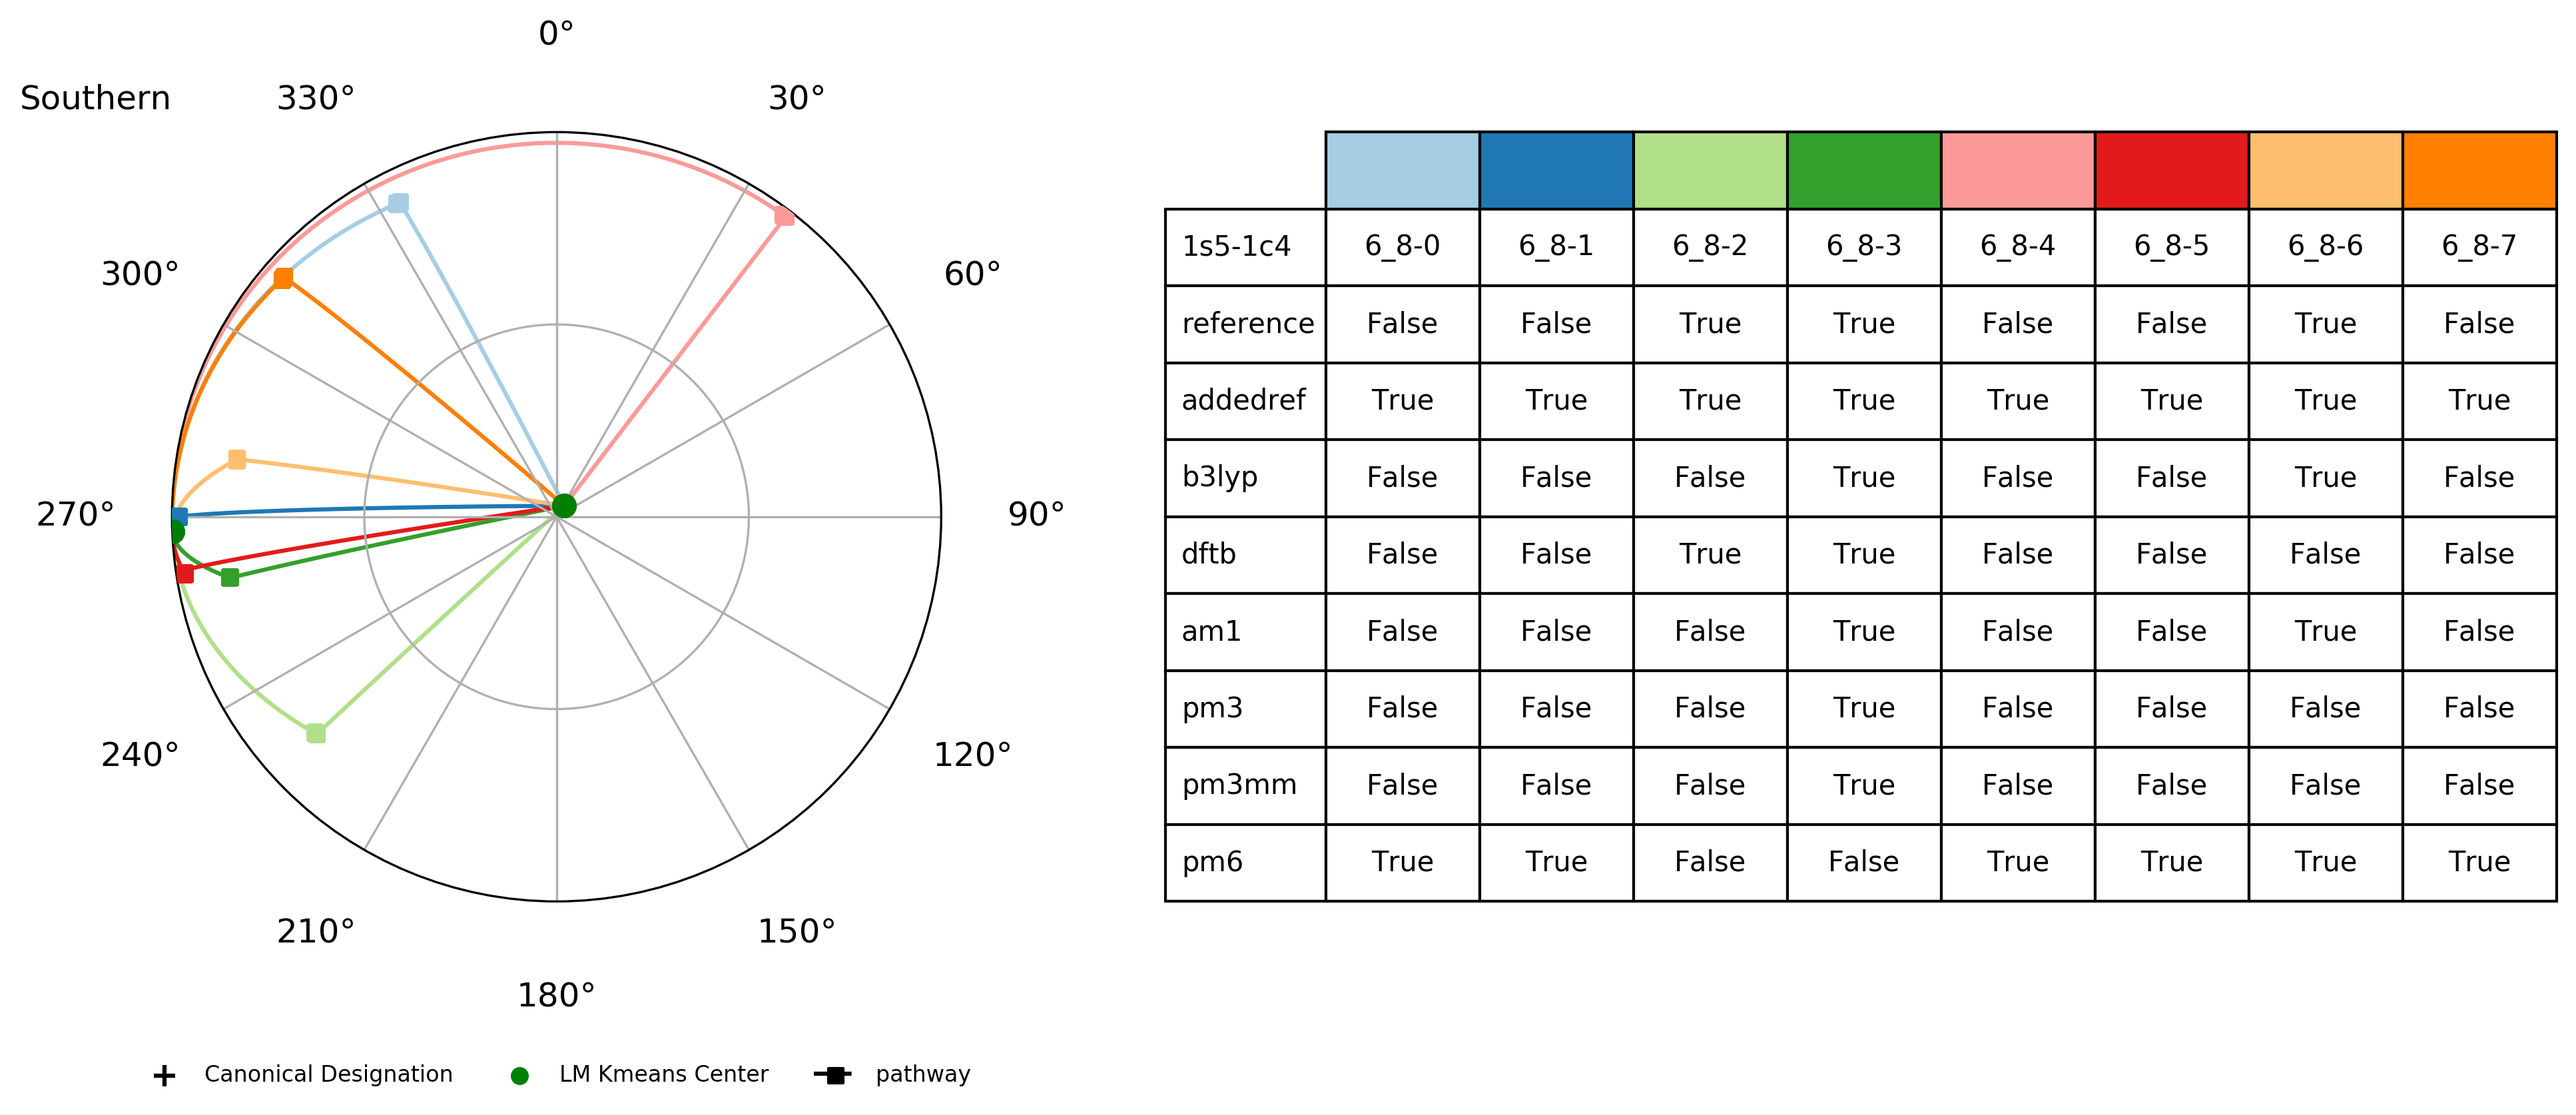 0°
Southern
330°
30°
300°
60°
270°
90°
240°
120°
210°
150°
180°
Canonical Designation
LM Kmeans Center
pathway
1s5-1c4 6_8-0 6_8-1 6_8-2 6_8-3 6_8-4 6_8-5 6_8-6 6_8-7
reference False False True True False False True False
addedref True True True True True True True True
b3lyp False False False True False False True False
dftb False False True True False False False False
am1 False False False True False False True False
pm3 False False False True False False False False
pm3mm False False False True False False False False
pm6 True True False False True True True True